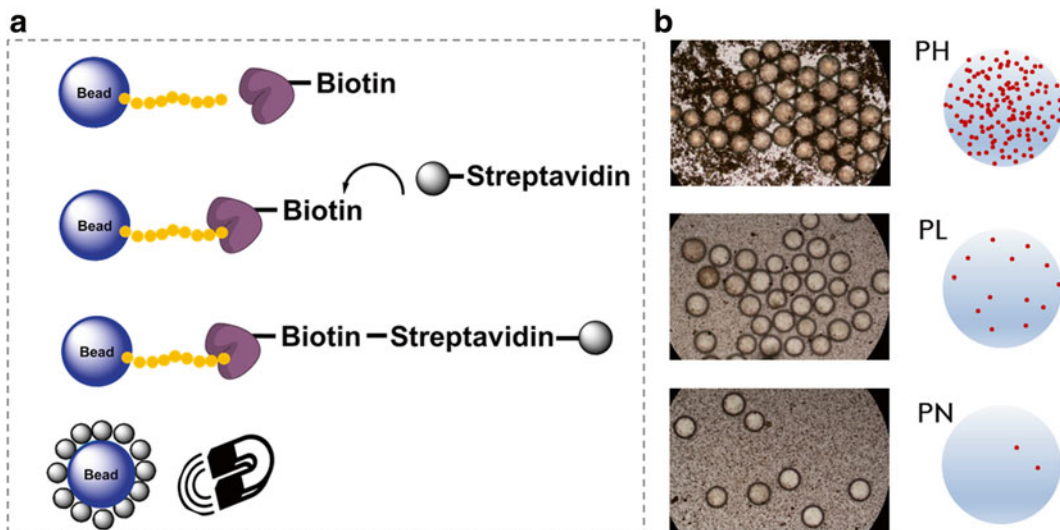 a
b
Bead
Biotin
PH
Bead
Biotin
Streptavidin
PL
Bead
Biotin
Streptavidin
Bead
PN